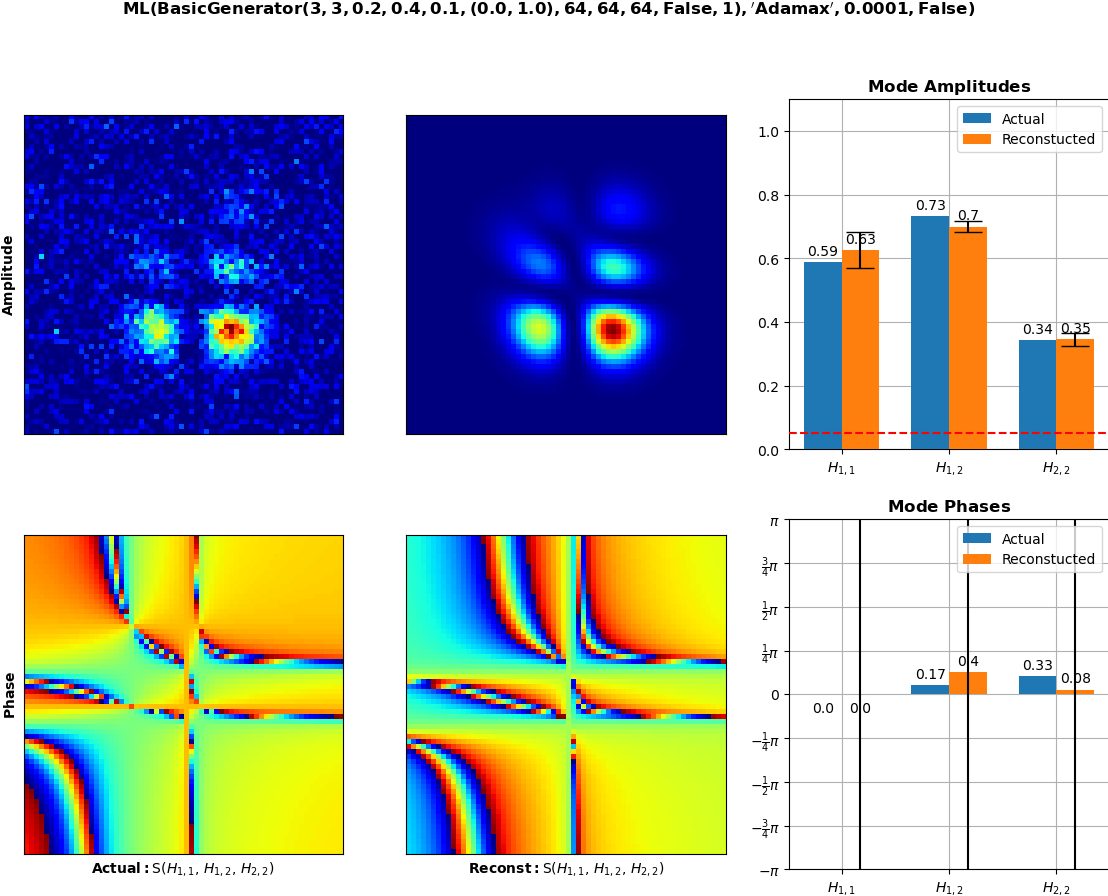 ML(BasicGenerator(3, 3, 0.2, 0.4, 0.1, (0.0, 1.0), 64, 64, 64, False, 1), 'Adamax', 0.0001, False)
Amplitude
Mode Amplitudes
Actual
Reconstucted
1.0
0.8
0.6
0.4
0.2
0.0
0.59
0.63
0.73
0.7
0.34
0.35
H1,1
H1,2
H2,2
Phase
Actual: S(H1,1, H1,2, H2,2)
Reconst: S(H1,1, H1,2, H2,2)
Mode Phases
Actual
Reconstucted
π
3/4π
1/2π
1/4π
0
−1/4π
−1/2π
−3/4π
−π
0.0
0.0
0.17
0.4
0.33
0.08
H1,1
H1,2
H2,2